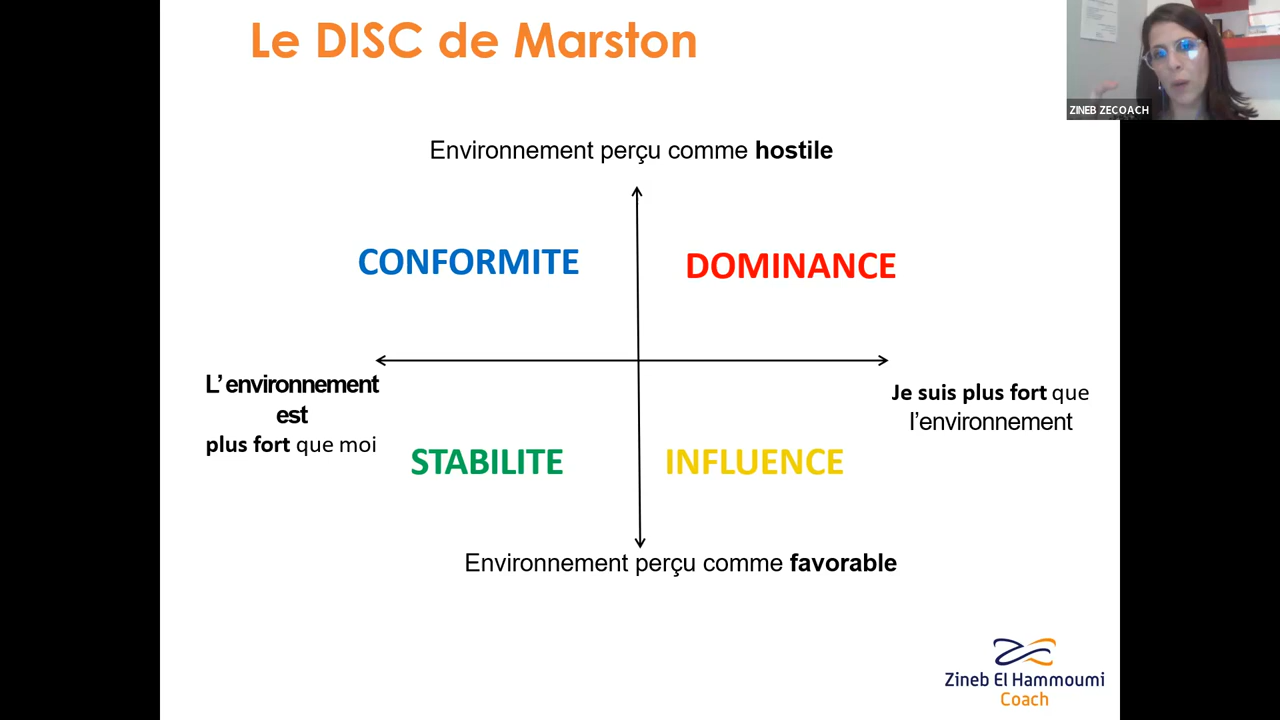 Le DISC de Marston
ZINEB ZECOACH
Environnement perçu comme hostile
CONFORMITE
DOMINANCE
L’environnement
est
plus fort que moi
Je suis plus fort que
l’environnement
STABILITE
INFLUENCE
Environnement perçu comme favorable
Zineb El Hammoumi
Coach